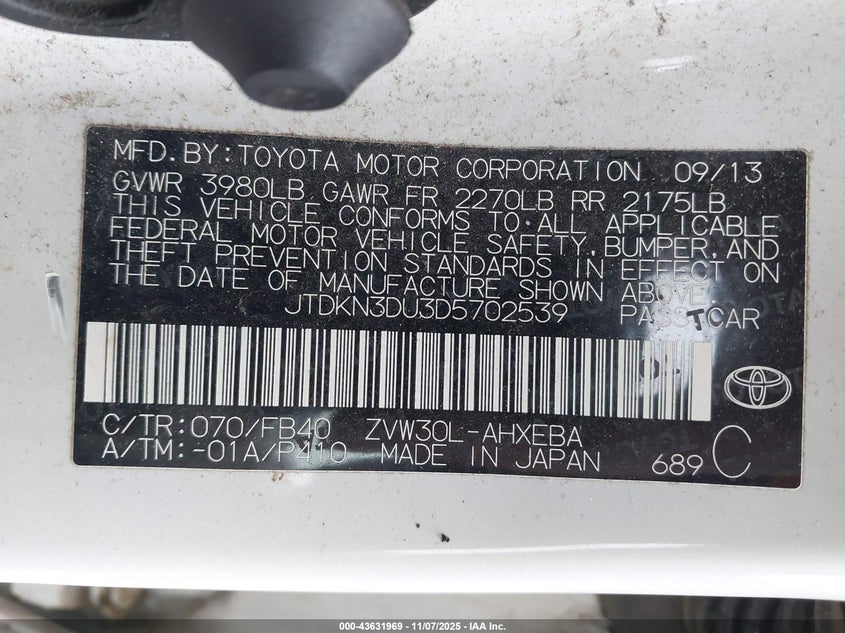 MFD.BY:TOYOTA MOTOR CORPORATION 09/13
GVWR 3980LB GAWR FR 2270LB RR 2175LB
THIS VEHICLE CONFORMS TO ALL APPLICABLE
FEDERAL MOTOR VEHICLE SAFETY, BUMPER, AND
THEFT PREVENTION STANDARDS IN EFFECT ON
THE DATE OF MANUFACTURE SHOWN ABOVE.
JTDKN3DU3D5702539 PASS CAR
C/TR:070/FB40 ZVW30L-AHXEBA
A/TM:-01A/P410 MADE IN JAPAN 689 C
000-43631969 | 11/07/2025 - IAA Inc.